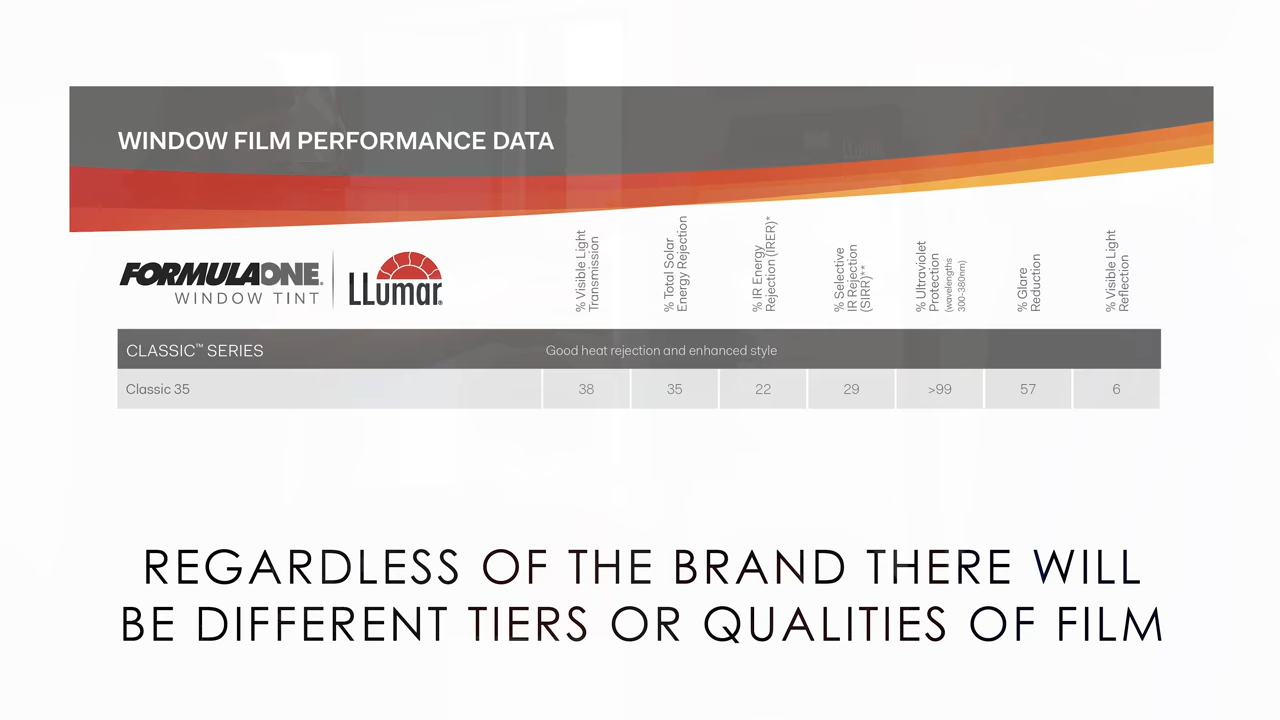 WINDOW FILM PERFORMANCE DATA
FORMULAONE®
WINDOW TINT
LLumar®
% Visible Light
Transmission
% Total Solar
Energy Rejection
% IR Energy
Rejection (IRER)*
% Selective
IR Rejection
(SIRR)**
% Ultraviolet
Protection
(wavelengths
300-380nm)
% Glare
Reduction
% Visible Light
Reflection
CLASSIC™ SERIES Good heat rejection and enhanced style
Classic 35 38 35 22 29 >99 57 6
REGARDLESS OF THE BRAND THERE WILL
BE DIFFERENT TIERS OR QUALITIES OF FILM